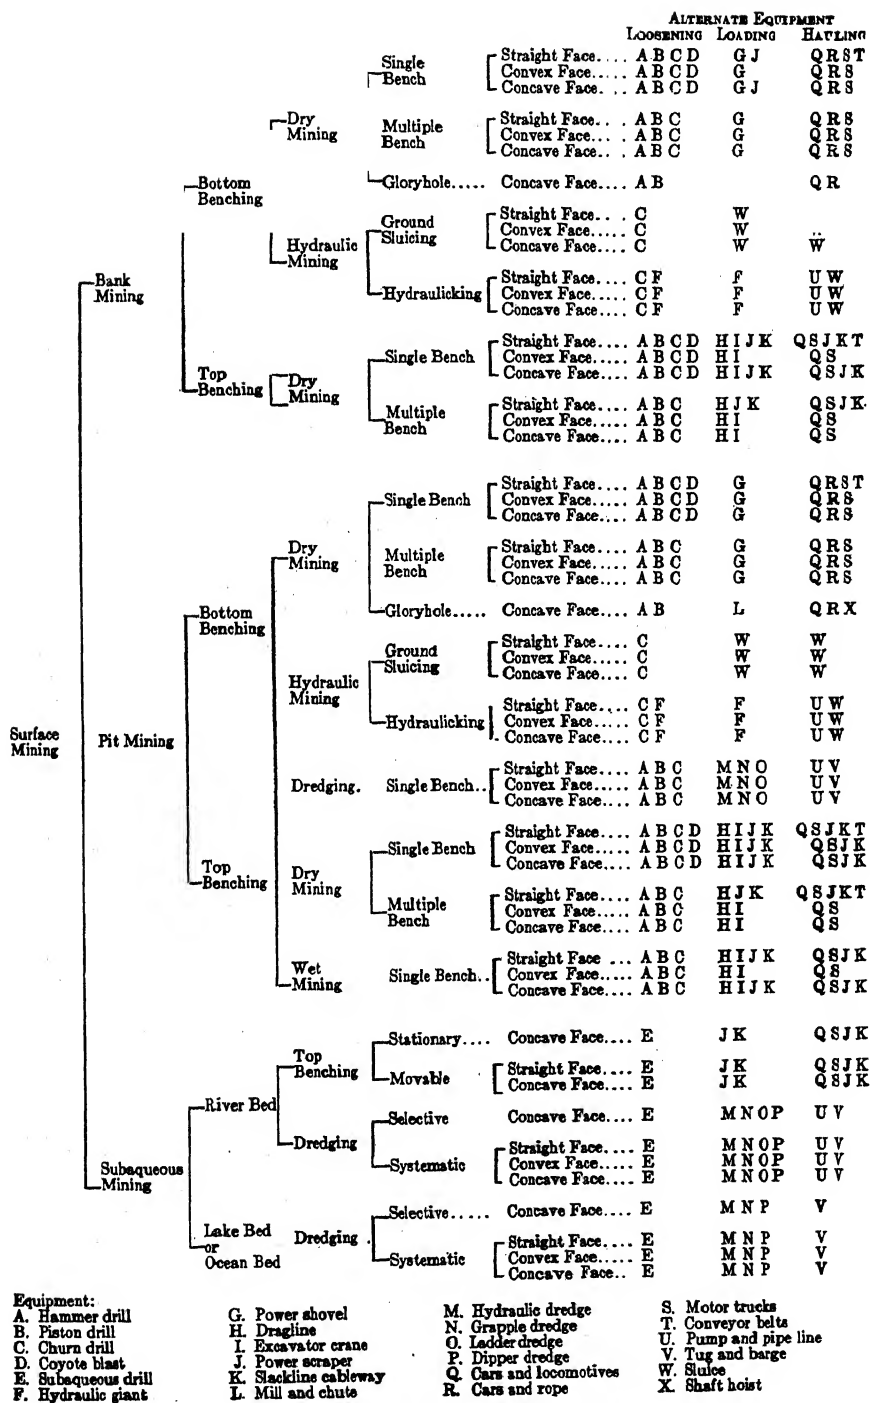 ALTERNATE EQUIPMENT
LOOSENING LOADING HAULING
Single Bench
Straight Face.... A B C D G J Q R S T
Convex Face..... A B C D G Q R S
Concave Face. . . A B C D G J Q R S
Dry Mining
Multiple Bench
Straight Face.. . . A B C G Q R S
Convex Face..... A B C G Q R S
Concave Face... . A B C G Q R S
Bottom Benching
Gloryhole..... Concave Face.... A B Q R
Ground Sluicing
Straight Face.. . C W
Convex Face..... C W ..
Concave Face.... C W W
Hydraulic Mining
Bank Mining
Hydraulicking
Straight Face.... C F F U W
Convex Face..... C F F U W
Concave Face.... C F F U W
Top Benching
Dry Mining
Single Bench
Straight Face.... A B C D H I J K Q S J K T
Convex Face..... A B C D H I Q S
Concave Face.... A B C D H I J K Q S J K
Multiple Bench
Straight Face.... A B C H J K Q S J K.
Convex Face..... A B C H I Q S
Concave Face.... A B C H I Q S
Single Bench
Straight Face.... A B C D G Q R S T
Convex Face..... A B C D G Q R S
Concave Face.... A B C D G Q R S
Dry Mining
Multiple Bench
Straight Face.... A B C G Q R S
Convex Face..... A B C G Q R S
Concave Face.... A B C G Q R S
Bottom Benching
Gloryhole..... Concave Face.... A B L Q R X
Ground Sluicing
Straight Face.... C W W
Convex Face..... C W W
Concave Face.... C W W
Hydraulic Mining
Hydraulicking
Straight Face.... C F F U W
Convex Face..... C F F U W
Concave Face.... C F F U W
Surface Mining
Pit Mining
Dredging. Single Bench..
Straight Face.... A B C M N O U V
Convex Face..... A B C M N O U V
Concave Face.... A B C M N O U V
Top Benching
Dry Mining
Single Bench
Straight Face.... A B C D H I J K Q S J K T
Convex Face..... A B C D H I J K Q S J K
Concave Face.... A B C D H I J K Q S J K
Multiple Bench
Straight Face.... A B C H J K Q S J K T
Convex Face..... A B C H I Q S
Concave Face.... A B C H I Q S
Wet Mining
Single Bench..
Straight Face ... A B C H I J K Q S J K
Convex Face..... A B C H I Q S
Concave Face.... A B C H I J K Q S J K
Top Benching
Stationary.... Concave Face.... E J K Q S J K
Movable
Straight Face.... E J K Q S J K
Concave Face.... E J K Q S J K
River Bed
Dredging
Selective Concave Face.... E M N O P U V
Systematic
Straight Face.... E M N O P U V
Convex Face..... E M N O P U V
Concave Face.... E M N O P U V
Subaqueous Mining
Lake Bed or Ocean Bed
Dredging
Selective..... Concave Face.... E M N P V
Systematic
Straight Face.... E M N P V
Convex Face..... E M N P V
Concave Face.. E M N P V
Equipment:
A. Hammer drill
B. Piston drill
C. Churn drill
D. Coyote blast
E. Subaqueous drill
F. Hydraulic giant
G. Power shovel
H. Dragline
I. Excavator crane
J. Power scraper
K. Slackline cableway
L. Mill and chute
M. Hydraulic dredge
N. Grapple dredge
O. Ladder dredge
P. Dipper dredge
Q. Cars and locomotives
R. Cars and rope
S. Motor trucks
T. Conveyor belts
U. Pump and pipe line
V. Tug and barge
W. Sluice
X. Shaft hoist